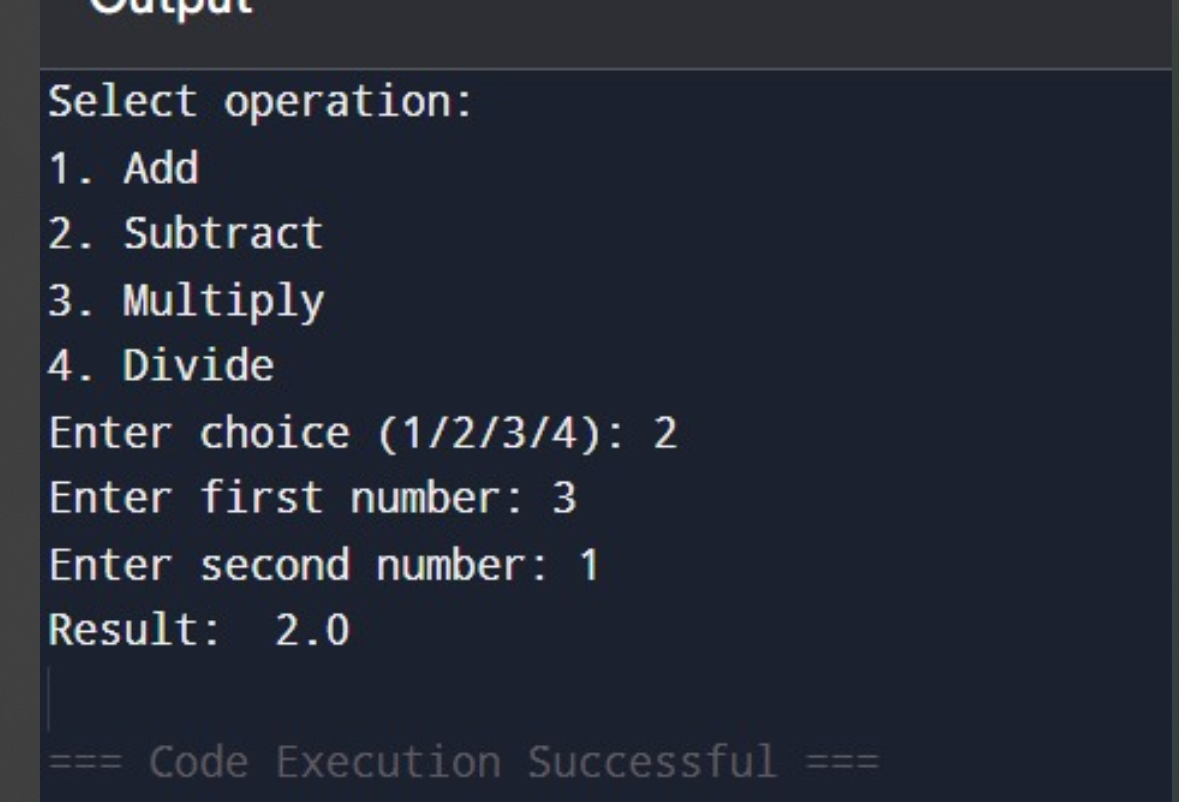 Output
Select operation:
1. Add
2. Subtract
3. Multiply
4. Divide
Enter choice (1/2/3/4): 2
Enter first number: 3
Enter second number: 1
Result:  2.0
=== Code Execution Successful ===